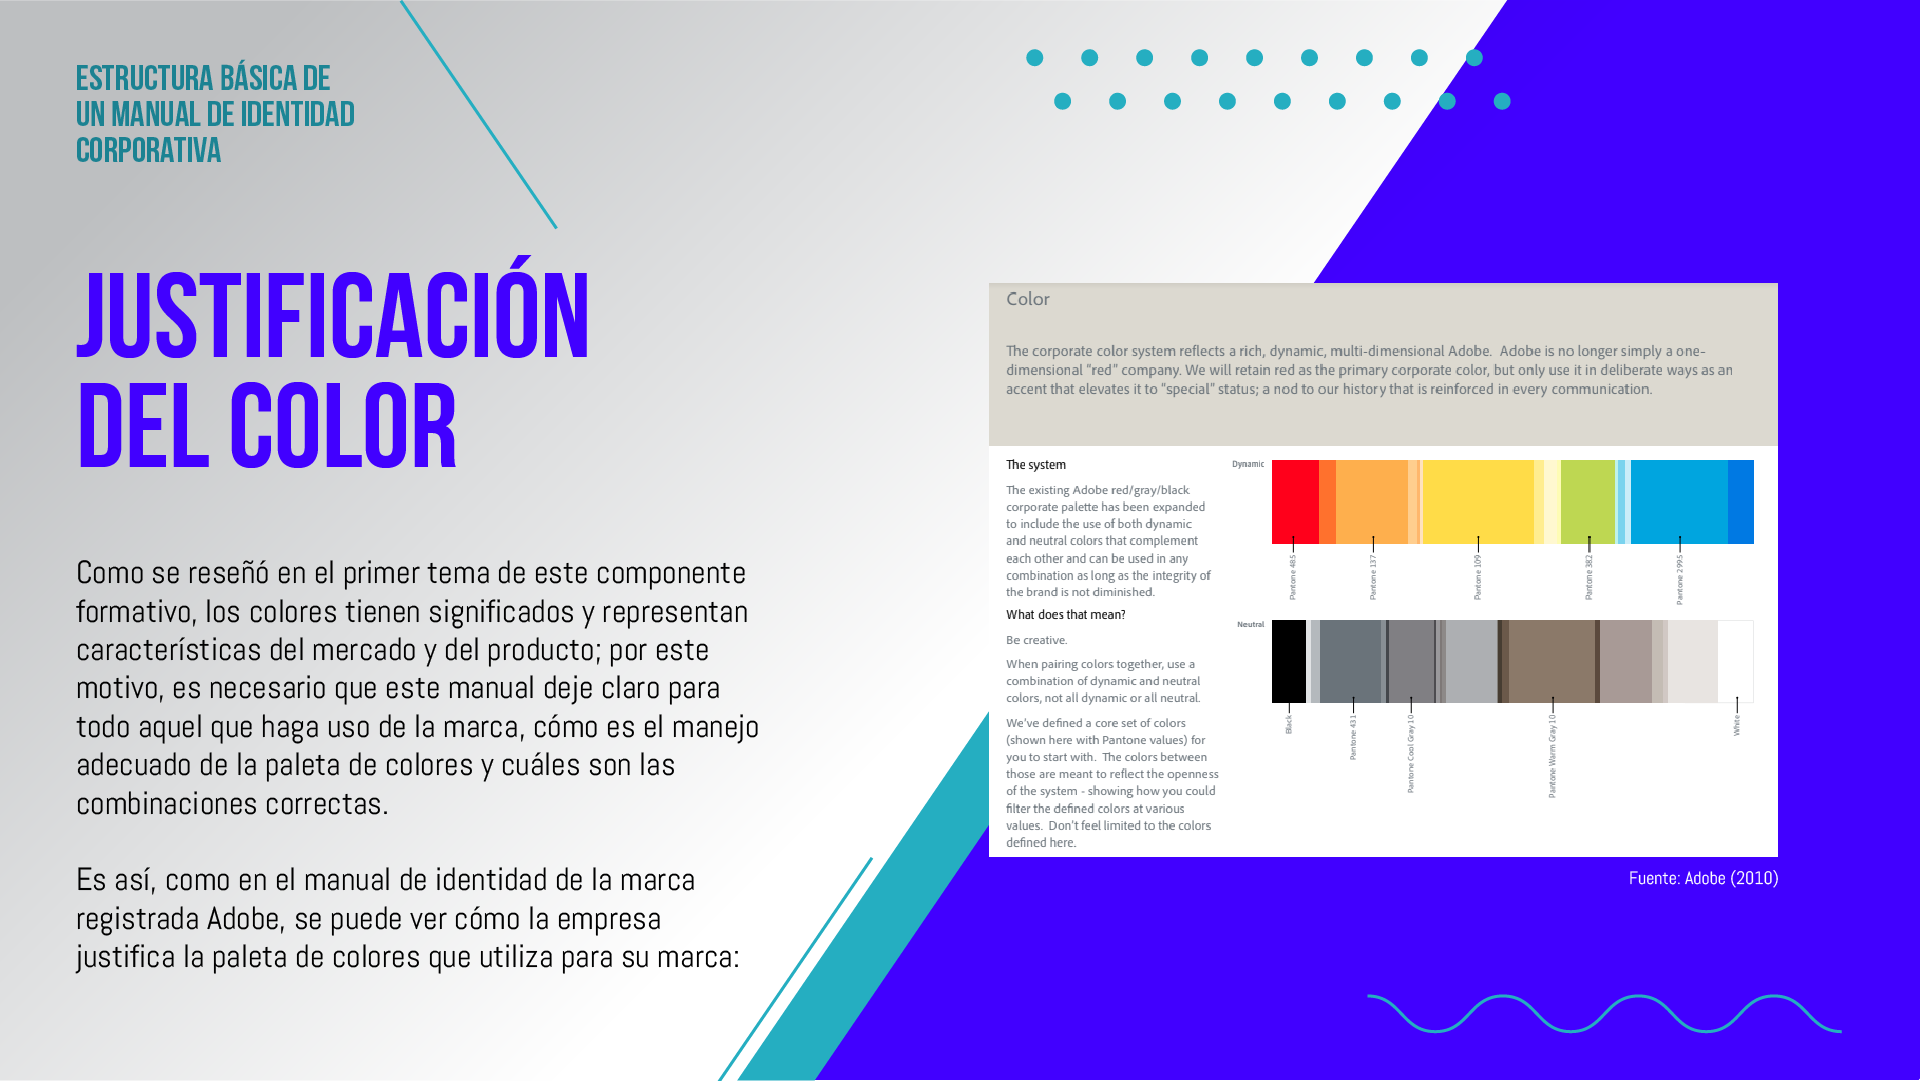 ESTRUCTURA BÁSICA DE
UN MANUAL DE IDENTIDAD
CORPORATIVA
JUSTIFICACIÓN
DEL COLOR
Como se reseñó en el primer tema de este componente
formativo, los colores tienen significados y representan
características del mercado y del producto; por este
motivo, es necesario que este manual deje claro para
todo aquel que haga uso de la marca, cómo es el manejo
adecuado de la paleta de colores y cuáles son las
combinaciones correctas.
Es así, como en el manual de identidad de la marca
registrada Adobe, se puede ver cómo la empresa
justifica la paleta de colores que utiliza para su marca:
Color
The corporate color system reflects a rich, dynamic, multi-dimensional Adobe. Adobe is no longer simply a one-
dimensional "red" company. We will retain red as the primary corporate color, but only use it in deliberate ways as an
accent that elevates it to "special" status; a nod to our history that is reinforced in every communication.
The system
The existing Adobe red/gray/black
corporate palette has been expanded
to include the use of both dynamic
and neutral colors that complement
each other and can be used in any
combination as long as the integrity of
the brand is not diminished.
What does that mean?
Be creative.
When pairing colors together, use a
combination of dynamic and neutral
colors, not all dynamic or all neutral.
We've defined a core set of colors
(shown here with Pantone values) for
you to start with. The colors between
those are meant to reflect the openness
of the system - showing how you could
filter the defined colors at various
values. Don't feel limited to the colors
defined here.
Dynamic
Pantone 485
Pantone 137
Pantone 109
Pantone 382
Pantone 2995
Neutral
Black
Pantone 431
Pantone Cool Gray 10
Pantone Warm Gray 10
White
Fuente: Adobe (2010)